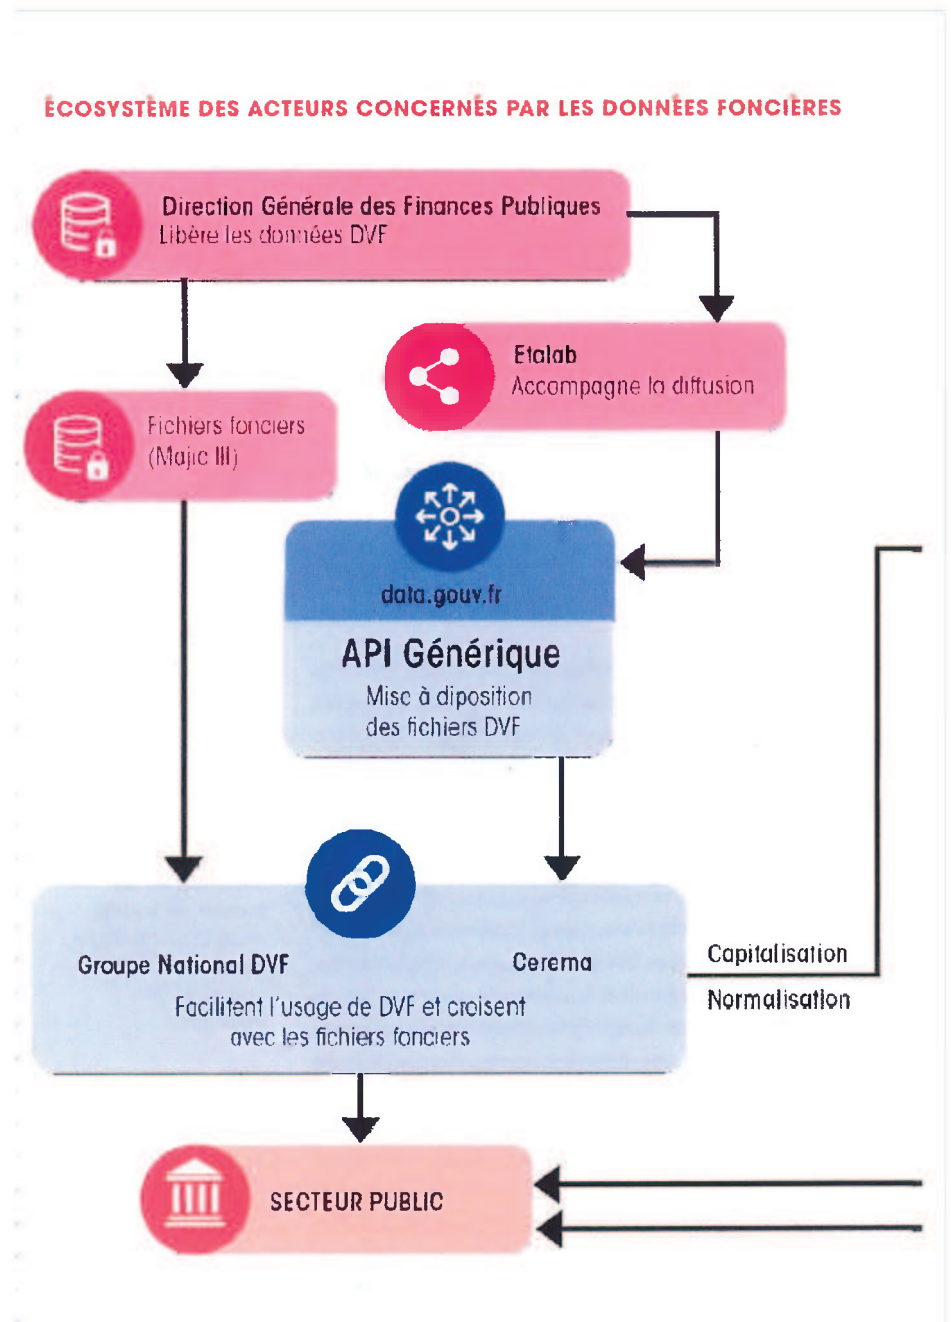 ÉCOSYSTÈME DES ACTEURS CONCERNÉS PAR LES DONNÉES FONCIÈRES
Direction Générale des Finances Publiques
Libère les données DVF
Etalab
Accompagne la diffusion
Fichiers fonciers
(Majic III)
data.gouv.fr
API Générique
Mise à diposition
des fichiers DVF
Groupe National DVF
Cerema
Facilitent l'usage de DVF et croisent
avec les fichiers fonciers
Capitalisation
Normalisation
SECTEUR PUBLIC